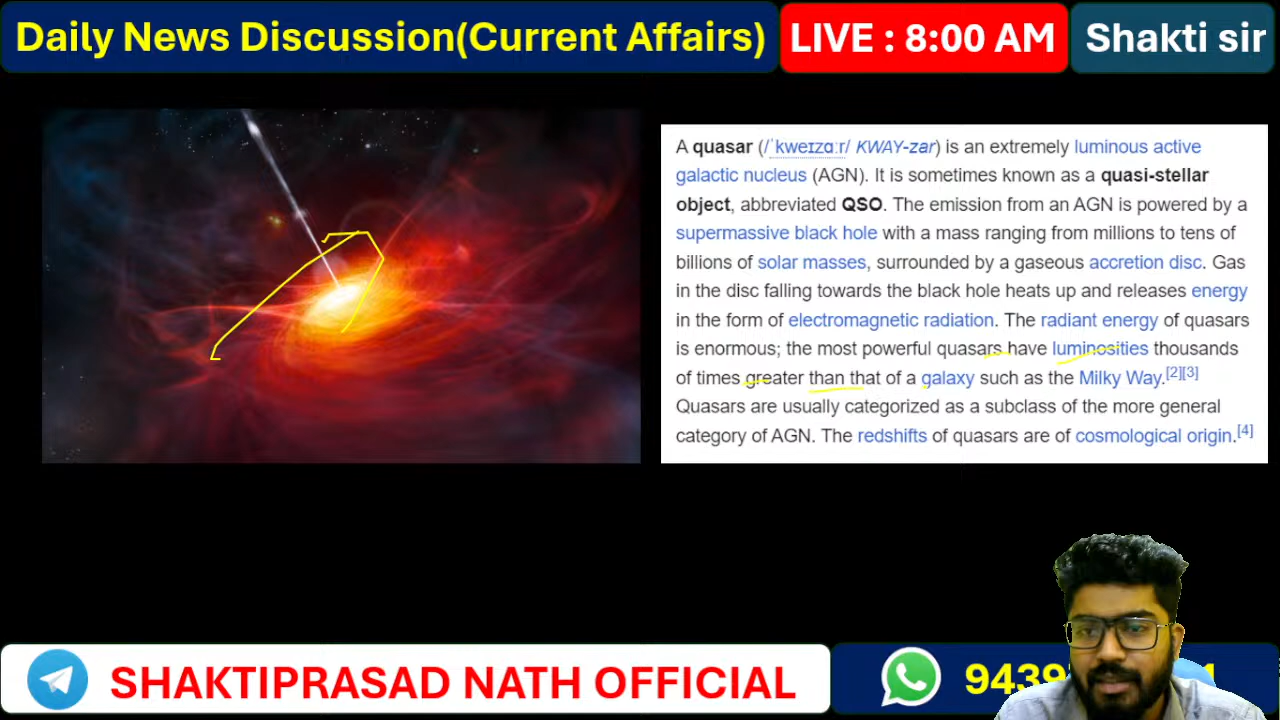 Daily News Discussion(Current Affairs)
LIVE : 8:00 AM
Shakti sir
A quasar (/ˈkweɪzɑːr/ KWAY-zar) is an extremely luminous active
galactic nucleus (AGN). It is sometimes known as a quasi-stellar
object, abbreviated QSO. The emission from an AGN is powered by a
supermassive black hole with a mass ranging from millions to tens of
billions of solar masses, surrounded by a gaseous accretion disc. Gas
in the disc falling towards the black hole heats up and releases energy
in the form of electromagnetic radiation. The radiant energy of quasars
is enormous; the most powerful quasars have luminosities thousands
of times greater than that of a galaxy such as the Milky Way.[2][3]
Quasars are usually categorized as a subclass of the more general
category of AGN. The redshifts of quasars are of cosmological origin.[4]
SHAKTIPRASAD NATH OFFICIAL